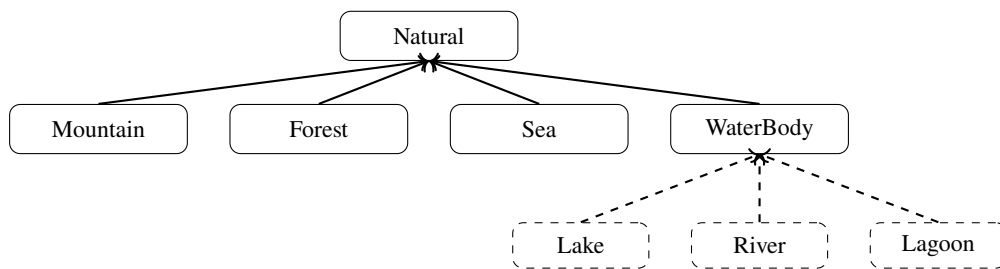 Natural
Mountain
Forest
Sea
WaterBody
Lake
River
Lagoon